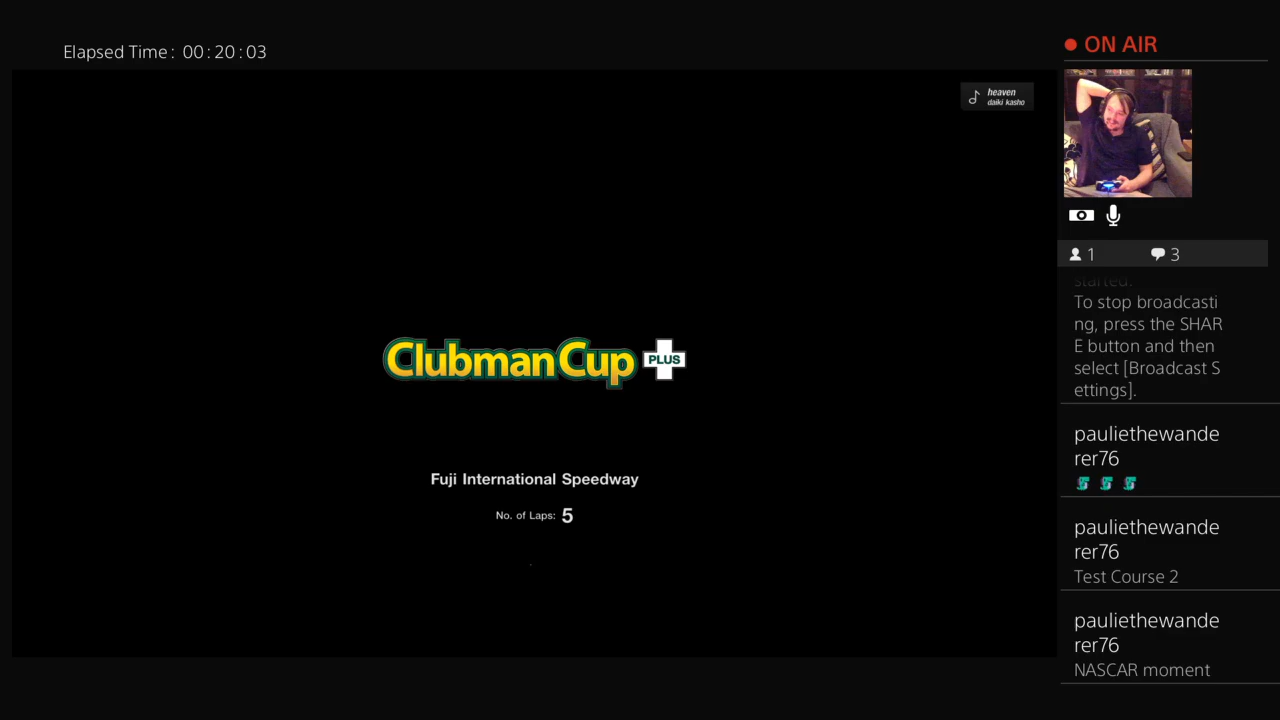 Elapsed Time: 00:20:03
ON AIR
heaven
daiki kasho
1 3
started.
To stop broadcasti
ng, press the SHAR
E button and then
select [Broadcast S
ettings].
ClubmanCup PLUS
pauliethewande
rer76
Fuji International Speedway
No. of Laps: 5
pauliethewande
rer76
Test Course 2
pauliethewande
rer76
NASCAR moment